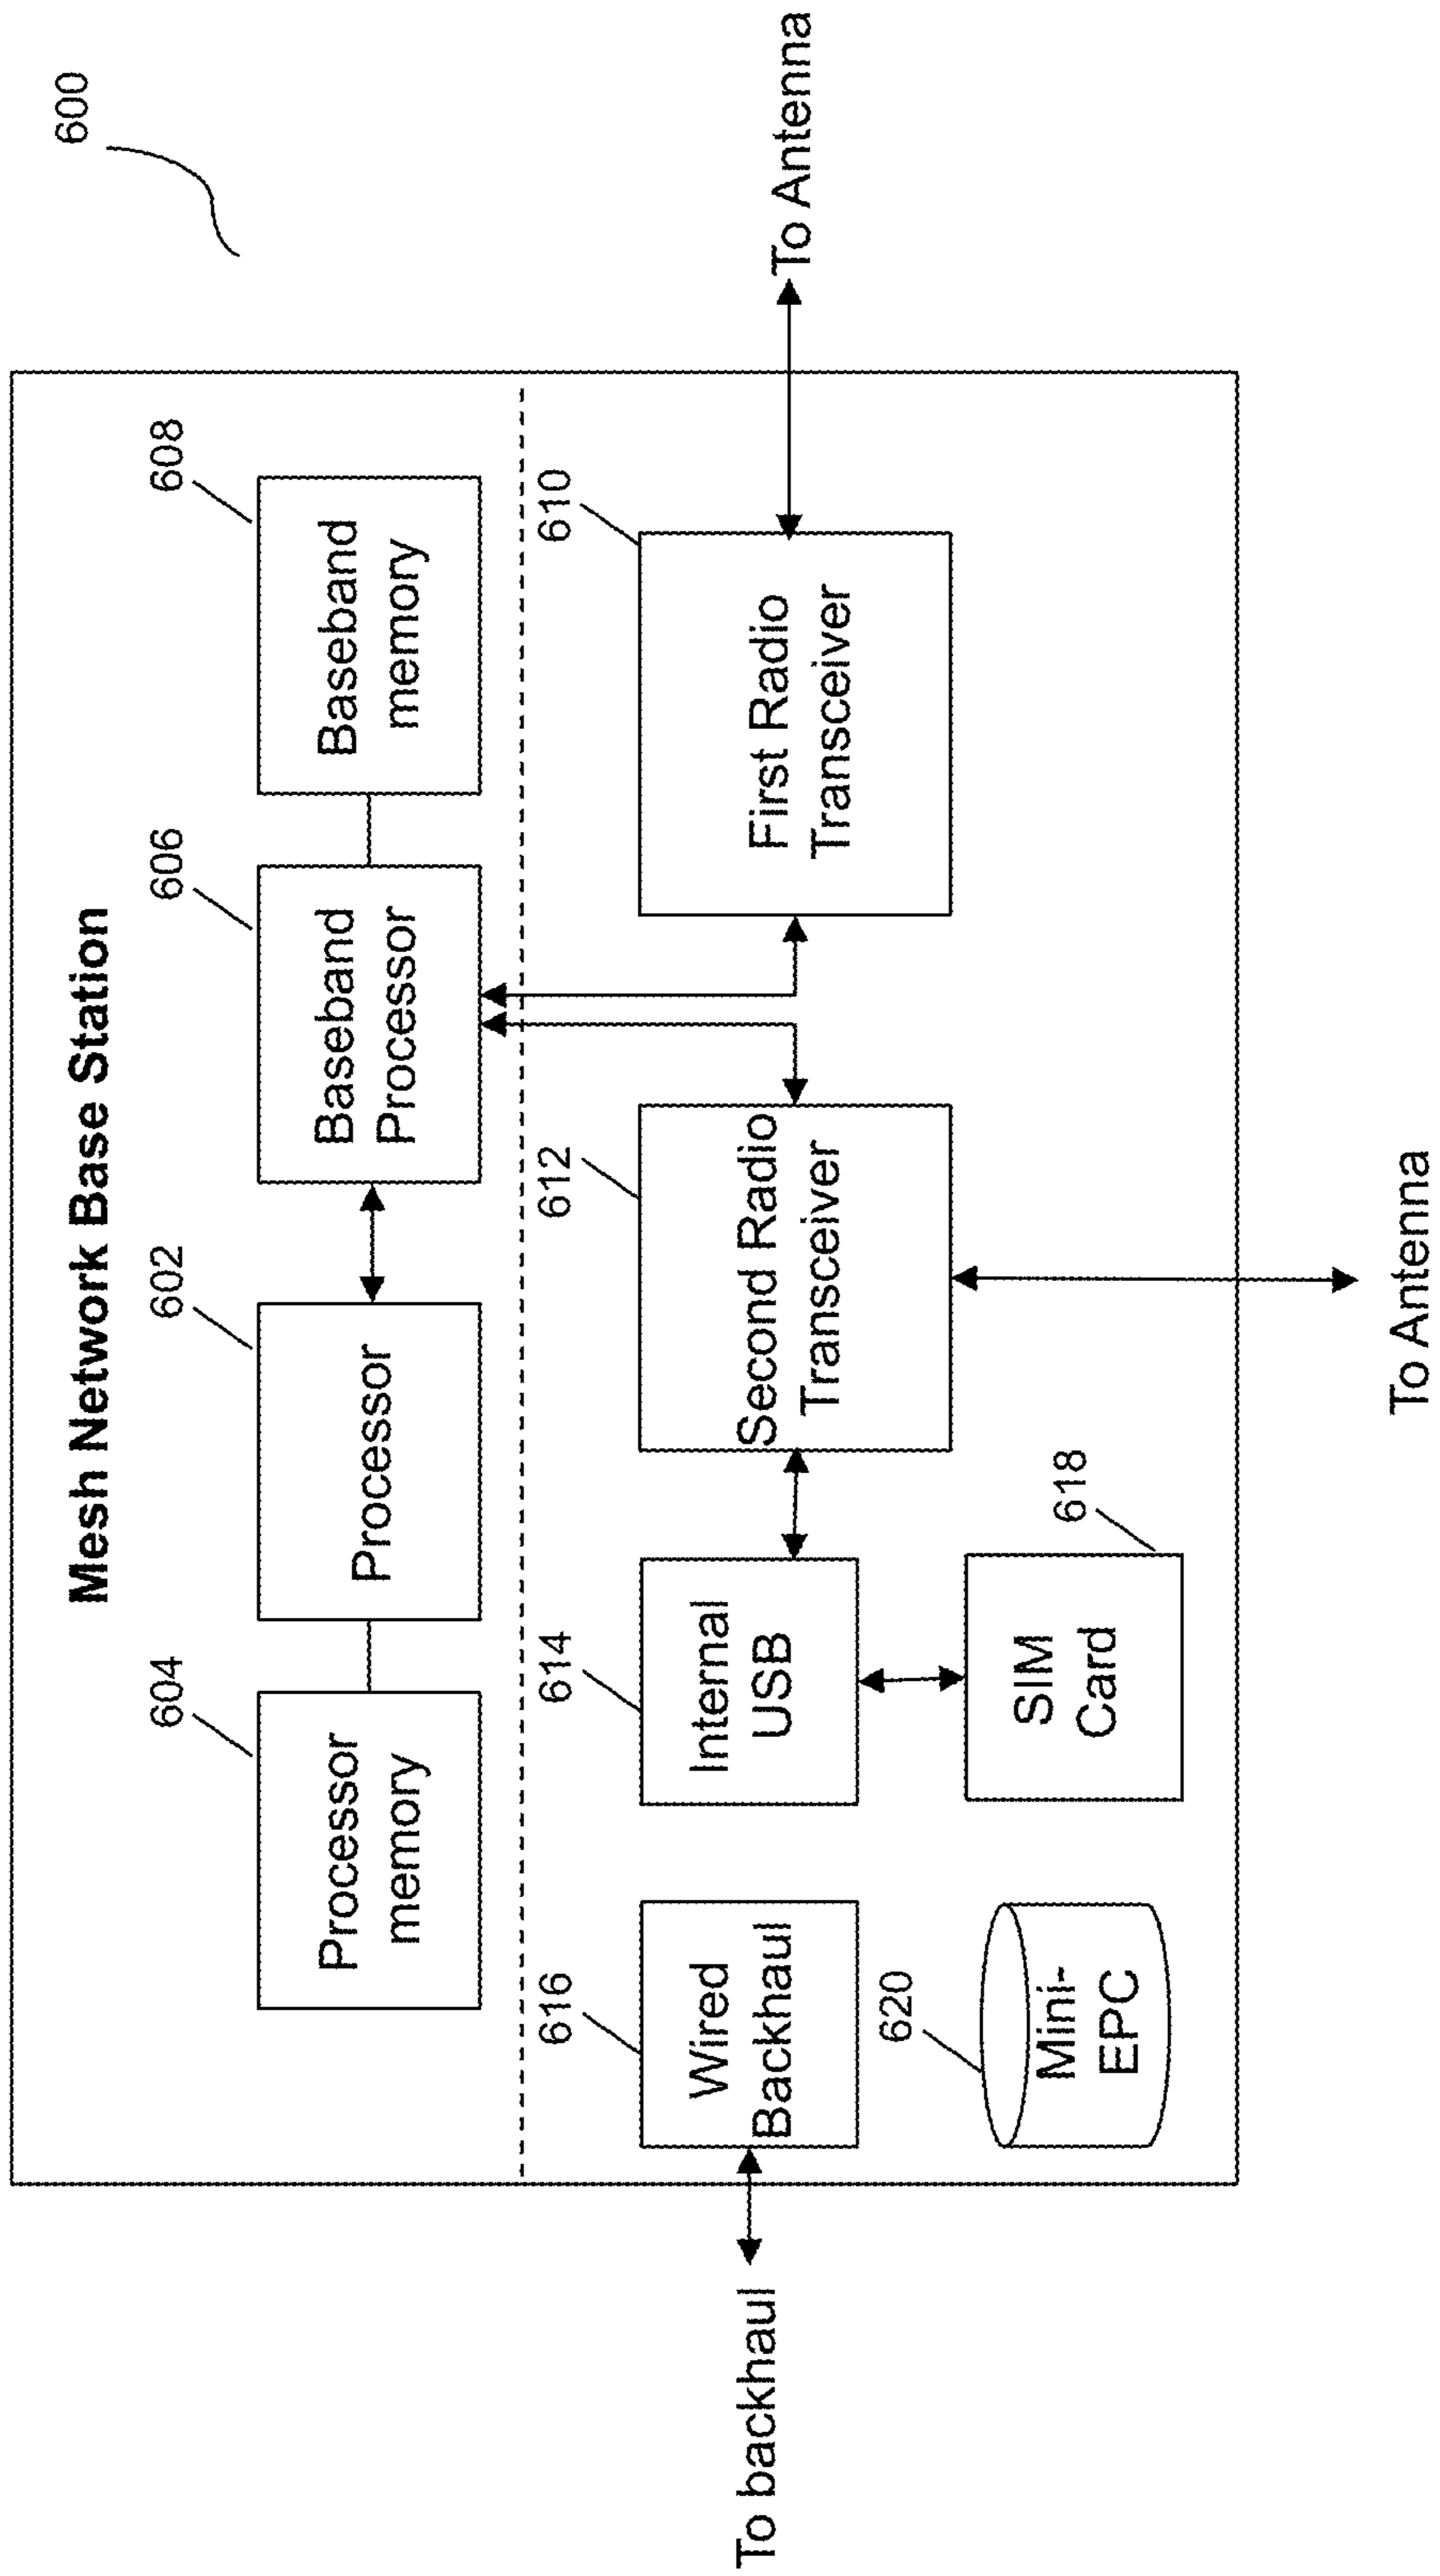 600
Mesh Network Base Station
604
602
606
608
Processor
memory
Processor
Baseband
Processor
Baseband
memory
616
614
612
610
Wired
Backhaul
Internal
USB
Second Radio
Transceiver
First Radio
Transceiver
To backhaul
To Antenna
620
618
Mini-
EPC
SIM
Card
To Antenna